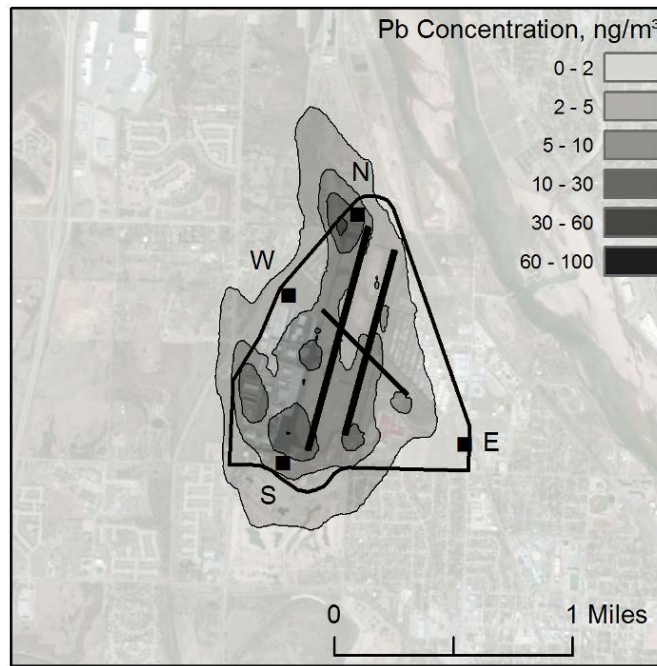 Pb Concentration, ng/m³
0 - 2
2 - 5
5 - 10
10 - 30
30 - 60
60 - 100
N
W
E
S
0 1 Miles